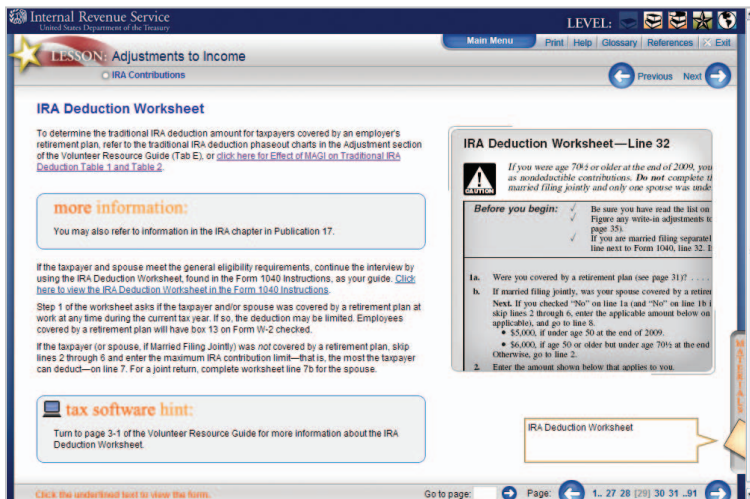 Internal Revenue Service
United States Department of the Treasury
LEVEL:
Main Menu
Print | Help | Glossary | References | Exit
LESSON: Adjustments to Income
IRA Contributions
Previous Next
IRA Deduction Worksheet
To determine the traditional IRA deduction amount for taxpayers covered by an employer's
retirement plan, refer to the traditional IRA deduction phaseout charts in the Adjustment section
of the Volunteer Resource Guide (Tab E), or click here for Effect of MAGI on Traditional IRA
Deduction Table 1 and Table 2.
more information:
You may also refer to information in the IRA chapter in Publication 17.
If the taxpayer and spouse meet the general eligibility requirements, continue the interview by
using the IRA Deduction Worksheet, found in the Form 1040 Instructions, as your guide. Click
here to view the IRA Deduction Worksheet in the Form 1040 Instructions.
Step 1 of the worksheet asks if the taxpayer and/or spouse was covered by a retirement plan at
work at any time during the current tax year. If so, the deduction may be limited. Employees
covered by a retirement plan will have box 13 on Form W-2 checked.
If the taxpayer (or spouse, if Married Filing Jointly) was not covered by a retirement plan, skip
lines 2 through 6 and enter the maximum IRA contribution limit—that is, the most the taxpayer
can deduct—on line 7. For a joint return, complete worksheet line 7b for the spouse.
tax software hint:
Turn to page 3-1 of the Volunteer Resource Guide for more information about the IRA
Deduction Worksheet.
IRA Deduction Worksheet—Line 32
CAUTION
If you were age 70½ or older at the end of 2009, you
as nondeductible contributions. Do not complete th
married filing jointly and only one spouse was unde
Before you begin: ✓ Be sure you have read the list on
✓ Figure any write-in adjustments to
page 35).
✓ If you are married filing separatel
line next to Form 1040, line 32. I
1a. Were you covered by a retirement plan (see page 31)? . . . .
b. If married filing jointly, was your spouse covered by a retirem
Next. If you checked "No" on line 1a (and "No" on line 1b i
skip lines 2 through 6, enter the applicable amount below on
applicable), and go to line 8.
• $5,000, if under age 50 at the end of 2009.
• $6,000, if age 50 or older but under age 70½ at the end
Otherwise, go to line 2.
2. Enter the amount shown below that applies to you.
MATERIALS
IRA Deduction Worksheet
Click the underlined text to view the form.
Go to page: Page: 1.. 27 28 [29] 30 31 ..91